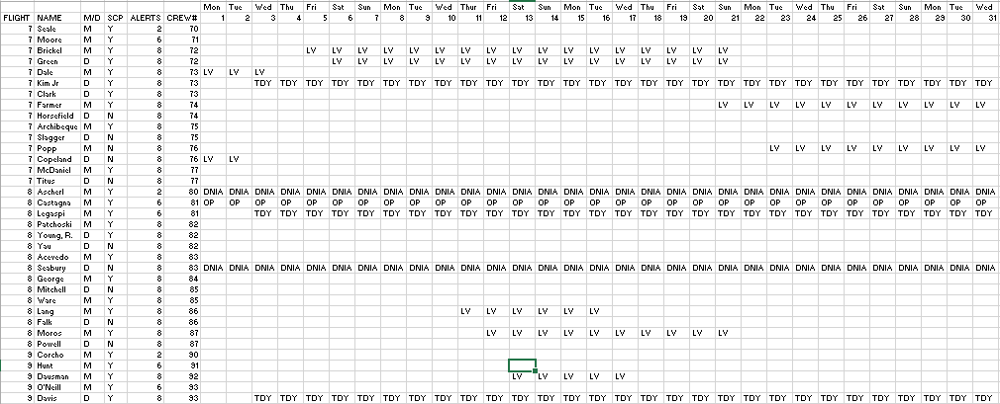 Mon Tue Wed Thu Fri Sat Sun Mon Tue Wed Thur Fri Sat Sun Mon Tue Wed Thu Fri Sat Sun Mon Tue Wed Thu Fri Sat Sun Mon Tue Wed
FLIGHT NAME M/D SCP ALERTS CREW# 1 2 3 4 5 6 7 8 9 10 11 12 13 14 15 16 17 18 19 20 21 22 23 24 25 26 27 28 29 30 31
7 Seale M Y 2 70
7 Moore M Y 6 71
7 Brickel M Y 8 72 LV LV LV LV LV LV LV LV LV LV LV LV LV LV LV LV LV
7 Green D Y 8 72 LV LV LV LV LV LV LV LV LV LV LV LV LV LV LV LV
7 Dale M Y 8 73 LV LV LV
7 Kim Jr D Y 8 73 TDY TDY TDY TDY TDY TDY TDY TDY TDY TDY TDY TDY TDY TDY TDY TDY TDY TDY TDY TDY TDY TDY TDY TDY TDY TDY TDY TDY TDY
7 Clark D Y 8 73
7 Farmer M Y 8 74 LV LV LV LV LV LV LV LV LV LV LV
7 Horsefield D N 8 74
7 Archibeque M Y 8 75
7 Slagger D N 8 75
7 Popp M N 8 76 LV LV LV LV LV LV LV LV LV
7 Copeland D N 8 76 LV LV
7 McDaniel M Y 8 77
7 Titus D N 8 77
8 Ascherl M Y 2 80 DNIA DNIA DNIA DNIA DNIA DNIA DNIA DNIA DNIA DNIA DNIA DNIA DNIA DNIA DNIA DNIA DNIA DNIA DNIA DNIA DNIA DNIA DNIA DNIA DNIA DNIA DNIA DNIA DNIA DNIA DNIA
8 Castagna M Y 6 81 OP OP OP OP OP OP OP OP OP OP OP OP OP OP OP OP OP OP OP OP OP OP OP OP OP OP OP OP OP OP OP
8 Legaspi M Y 6 81 TDY TDY TDY TDY TDY TDY TDY TDY TDY TDY TDY TDY TDY TDY TDY TDY TDY TDY TDY TDY TDY TDY TDY TDY TDY TDY TDY TDY TDY
8 Patchoski M Y 8 82
8 Young, R. D Y 8 82
8 Yau D N 8 82
8 Acevedo M Y 8 83
8 Seabury D N 8 83 DNIA DNIA DNIA DNIA DNIA DNIA DNIA DNIA DNIA DNIA DNIA DNIA DNIA DNIA DNIA DNIA DNIA DNIA DNIA DNIA DNIA DNIA DNIA DNIA DNIA DNIA DNIA DNIA DNIA DNIA DNIA
8 George M Y 8 84
8 Mitchell D N 8 85
8 Ware M Y 8 85
8 Lang M Y 8 86 LV LV LV LV LV LV
8 Falk D N 8 86
8 Moros M Y 8 87 LV LV LV LV LV LV LV LV LV LV
8 Powell D N 8 87
9 Corcho M Y 2 90
9 Hunt M Y 6 91
9 Dausman M Y 8 92 LV LV LV LV LV
9 O'Neill M Y 6 93
9 Davis D Y 8 93 TDY TDY TDY TDY TDY TDY TDY TDY TDY TDY TDY TDY TDY TDY TDY TDY TDY TDY TDY TDY TDY TDY TDY TDY TDY TDY TDY TDY TDY